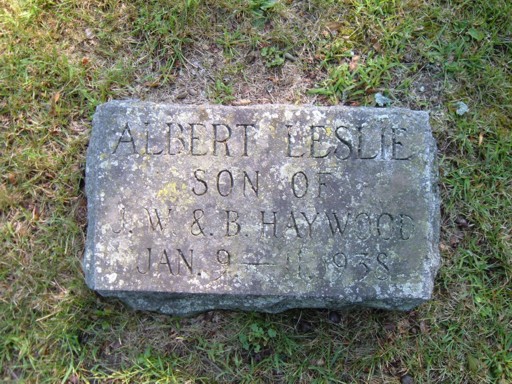 ALBERT LESLIE
SON OF
J. W. & B. HAYWOOD
JAN. 9 — 11, 1938